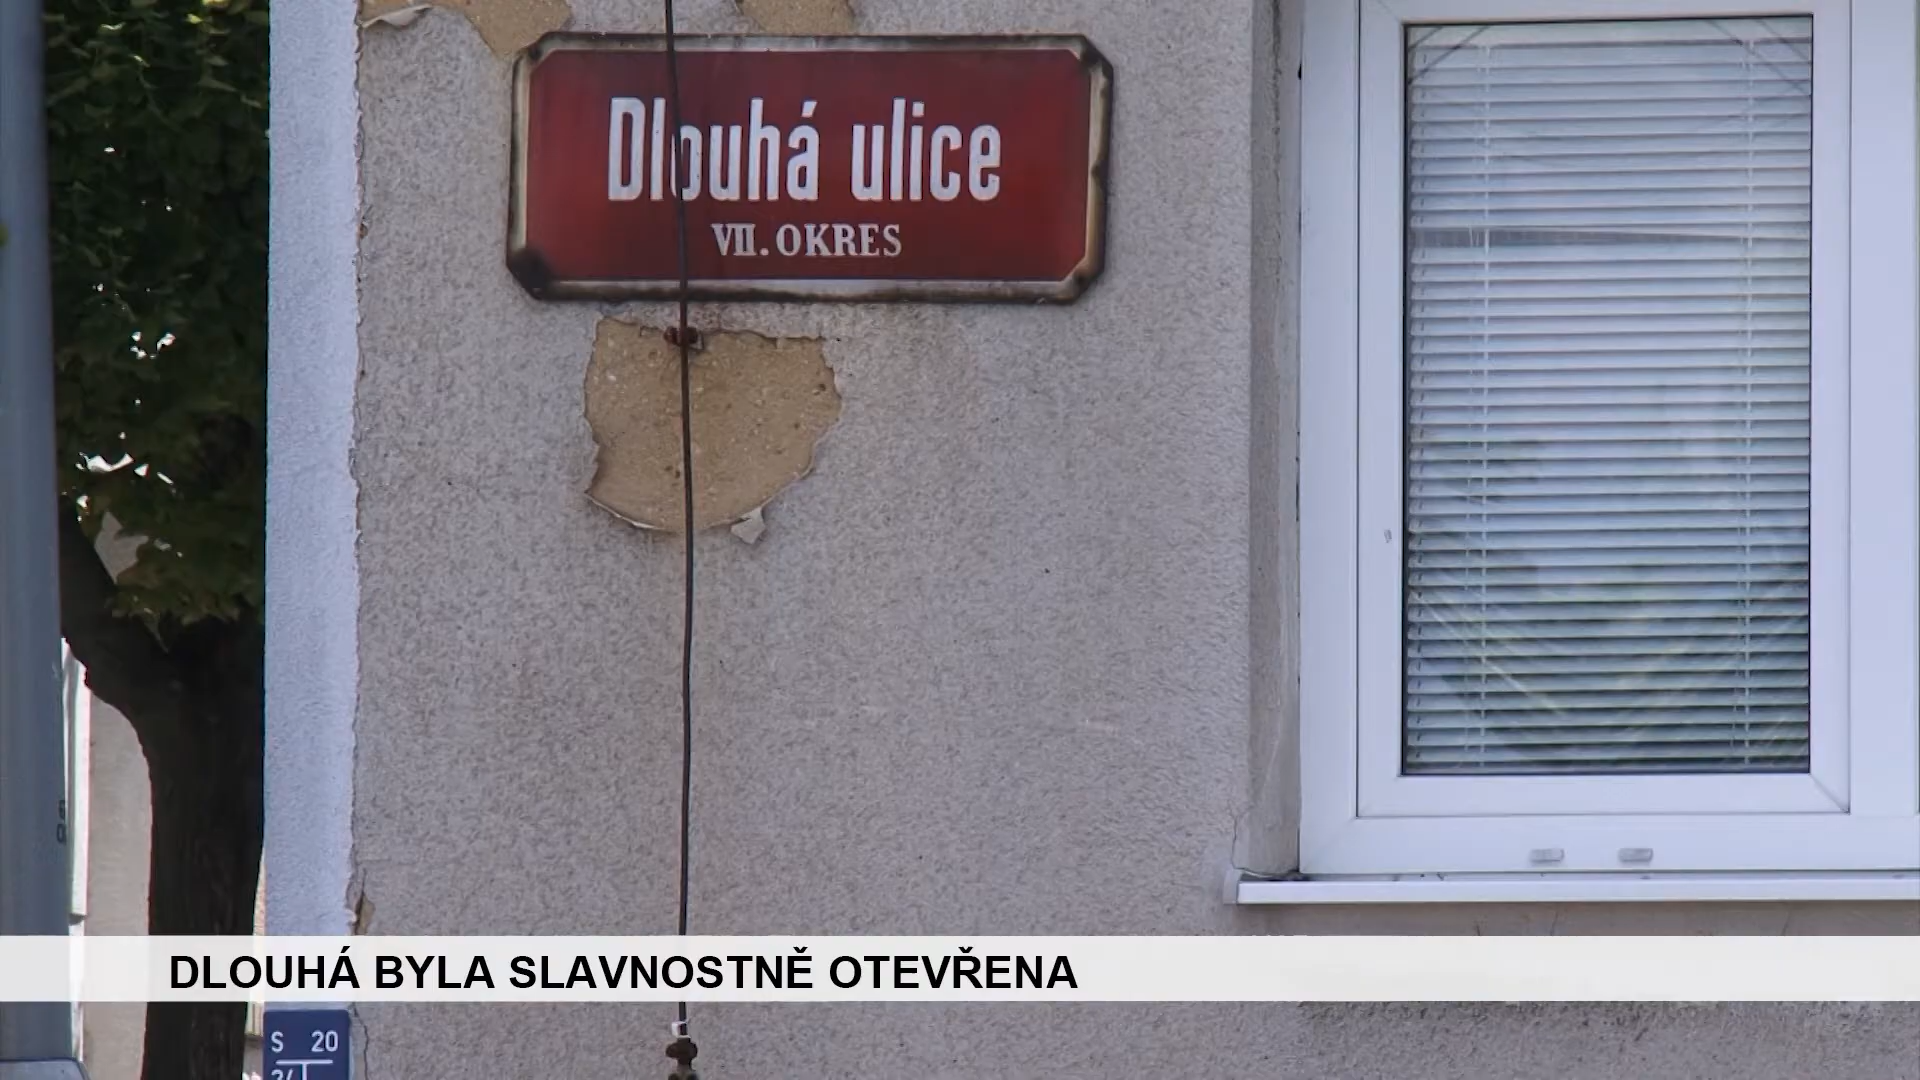 Dlouhá ulice
VII. OKRES
DLOUHÁ BYLA SLAVNOSTNĚ OTEVŘENA
S 20